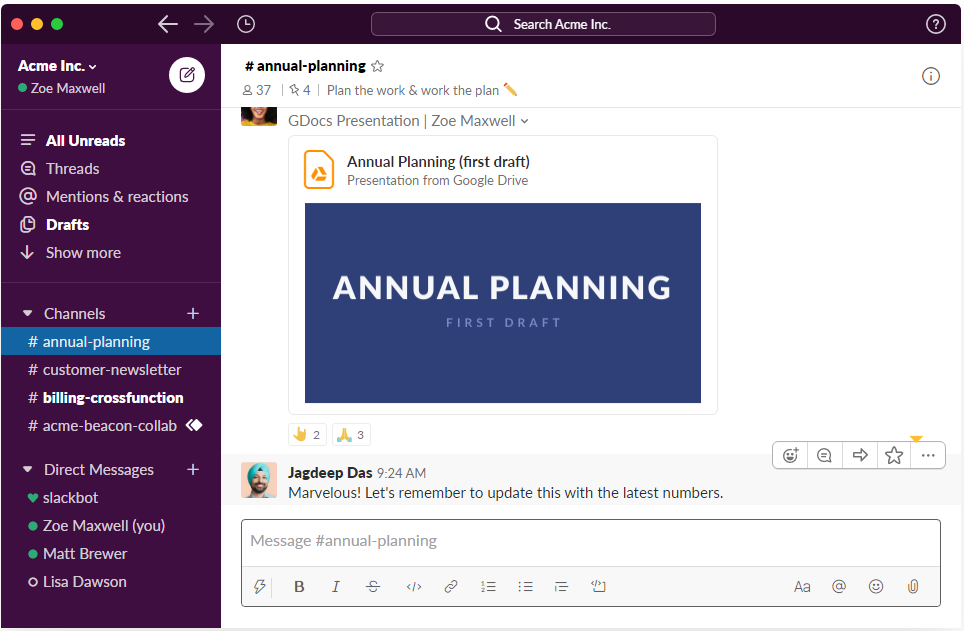 Search Acme Inc.
Acme Inc.
Zoe Maxwell
All Unreads
Threads
Mentions & reactions
Drafts
Show more
Channels
# annual-planning
# customer-newsletter
# billing-crossfunction
# acme-beacon-collab
Direct Messages
slackbot
Zoe Maxwell (you)
Matt Brewer
Lisa Dawson
# annual-planning
37 | 4 | Plan the work & work the plan ✏️
GDocs Presentation | Zoe Maxwell
Annual Planning (first draft)
Presentation from Google Drive
ANNUAL PLANNING
FIRST DRAFT
2 3
Jagdeep Das 9:24 AM
Marvelous! Let's remember to update this with the latest numbers.
Message #annual-planning
B I S </> Aa @